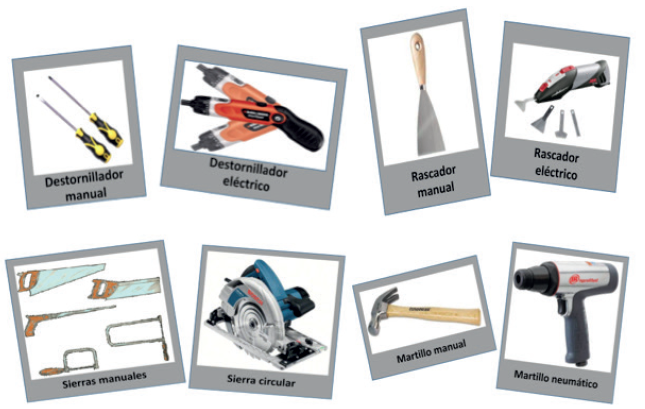 Destornillador
manual
Destornillador
eléctrico
Rascador
manual
Rascador
eléctrico
Sierras manuales
Sierra circular
Martillo manual
Martillo neumático